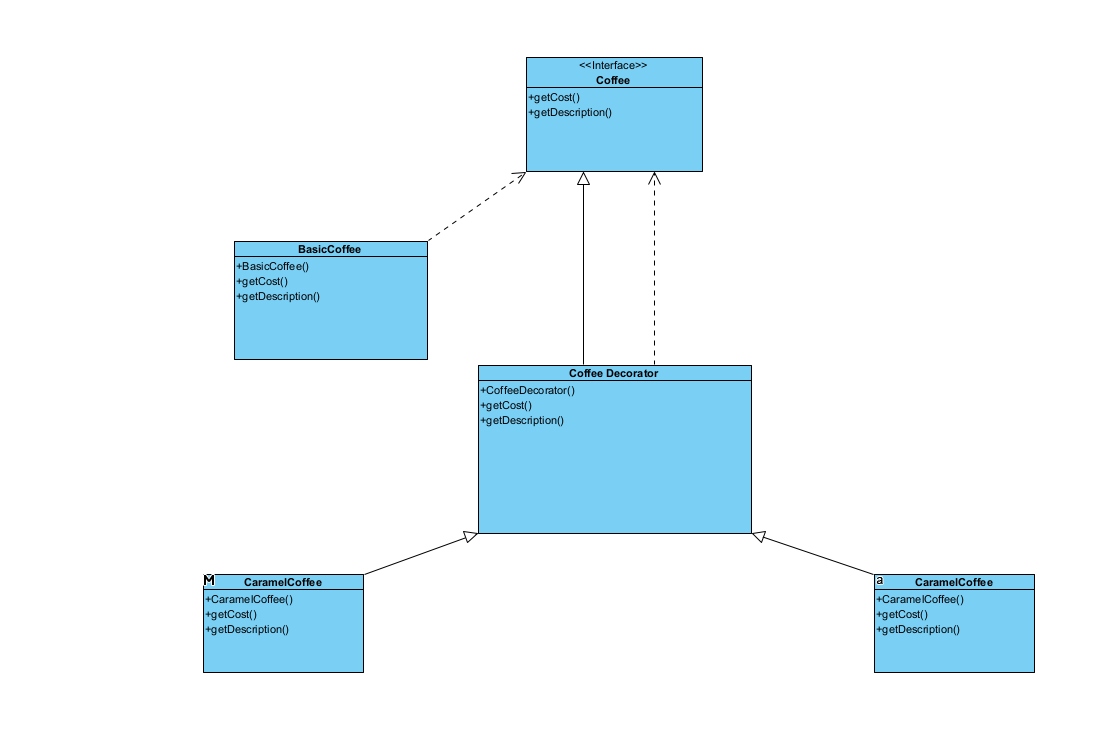 <<Interface>>
Coffee
+getCost()
+getDescription()
BasicCoffee
+BasicCoffee()
+getCost()
+getDescription()
Coffee Decorator
+CoffeeDecorator()
+getCost()
+getDescription()
M CaramelCoffee
+CaramelCoffee()
+getCost()
+getDescription()
a CaramelCoffee
+CaramelCoffee()
+getCost()
+getDescription()